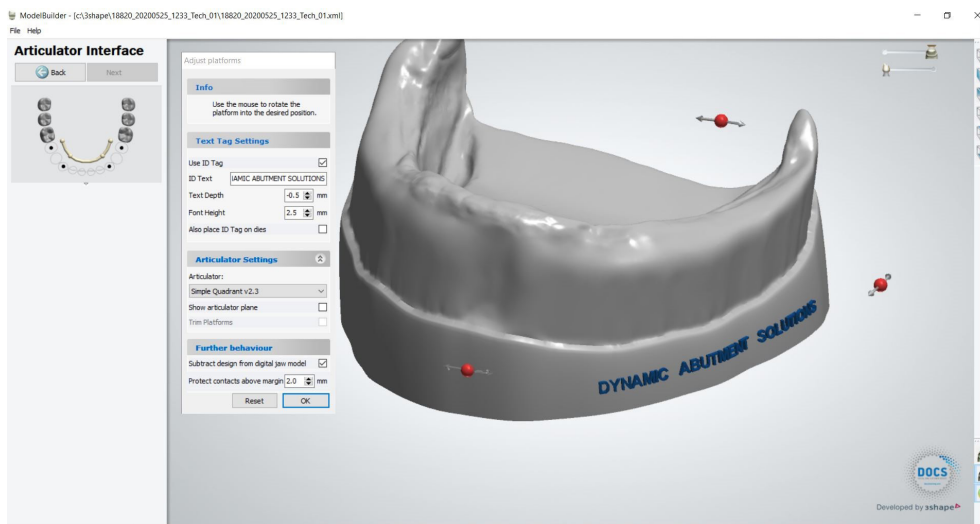 ModelBuilder - [c:\3shape\18820_20200525_1233_Tech_01\18820_20200525_1233_Tech_01.xml]
File Help
Articulator Interface
Back
Next
Adjust platforms
Info
Use the mouse to rotate the
platform into the desired position.
Text Tag Settings
Use ID Tag
ID Text IAMIC ABUTMENT SOLUTIONS
Text Depth -0.5 mm
Font Height 2.5 mm
Also place ID Tag on dies
Articulator Settings
Articulator:
Simple Quadrant v2.3
Show articulator plane
Trim Platforms
Further behaviour
Subtract design from digital jaw model
Protect contacts above margin 2.0 mm
Reset OK
DYNAMIC ABUTMENT SOLUTIONS
DOCS
Developed by 3shape